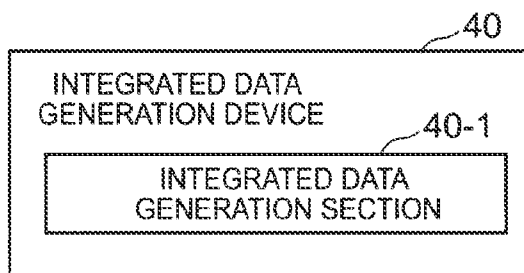 40
INTEGRATED DATA
GENERATION DEVICE
40-1
INTEGRATED DATA
GENERATION SECTION